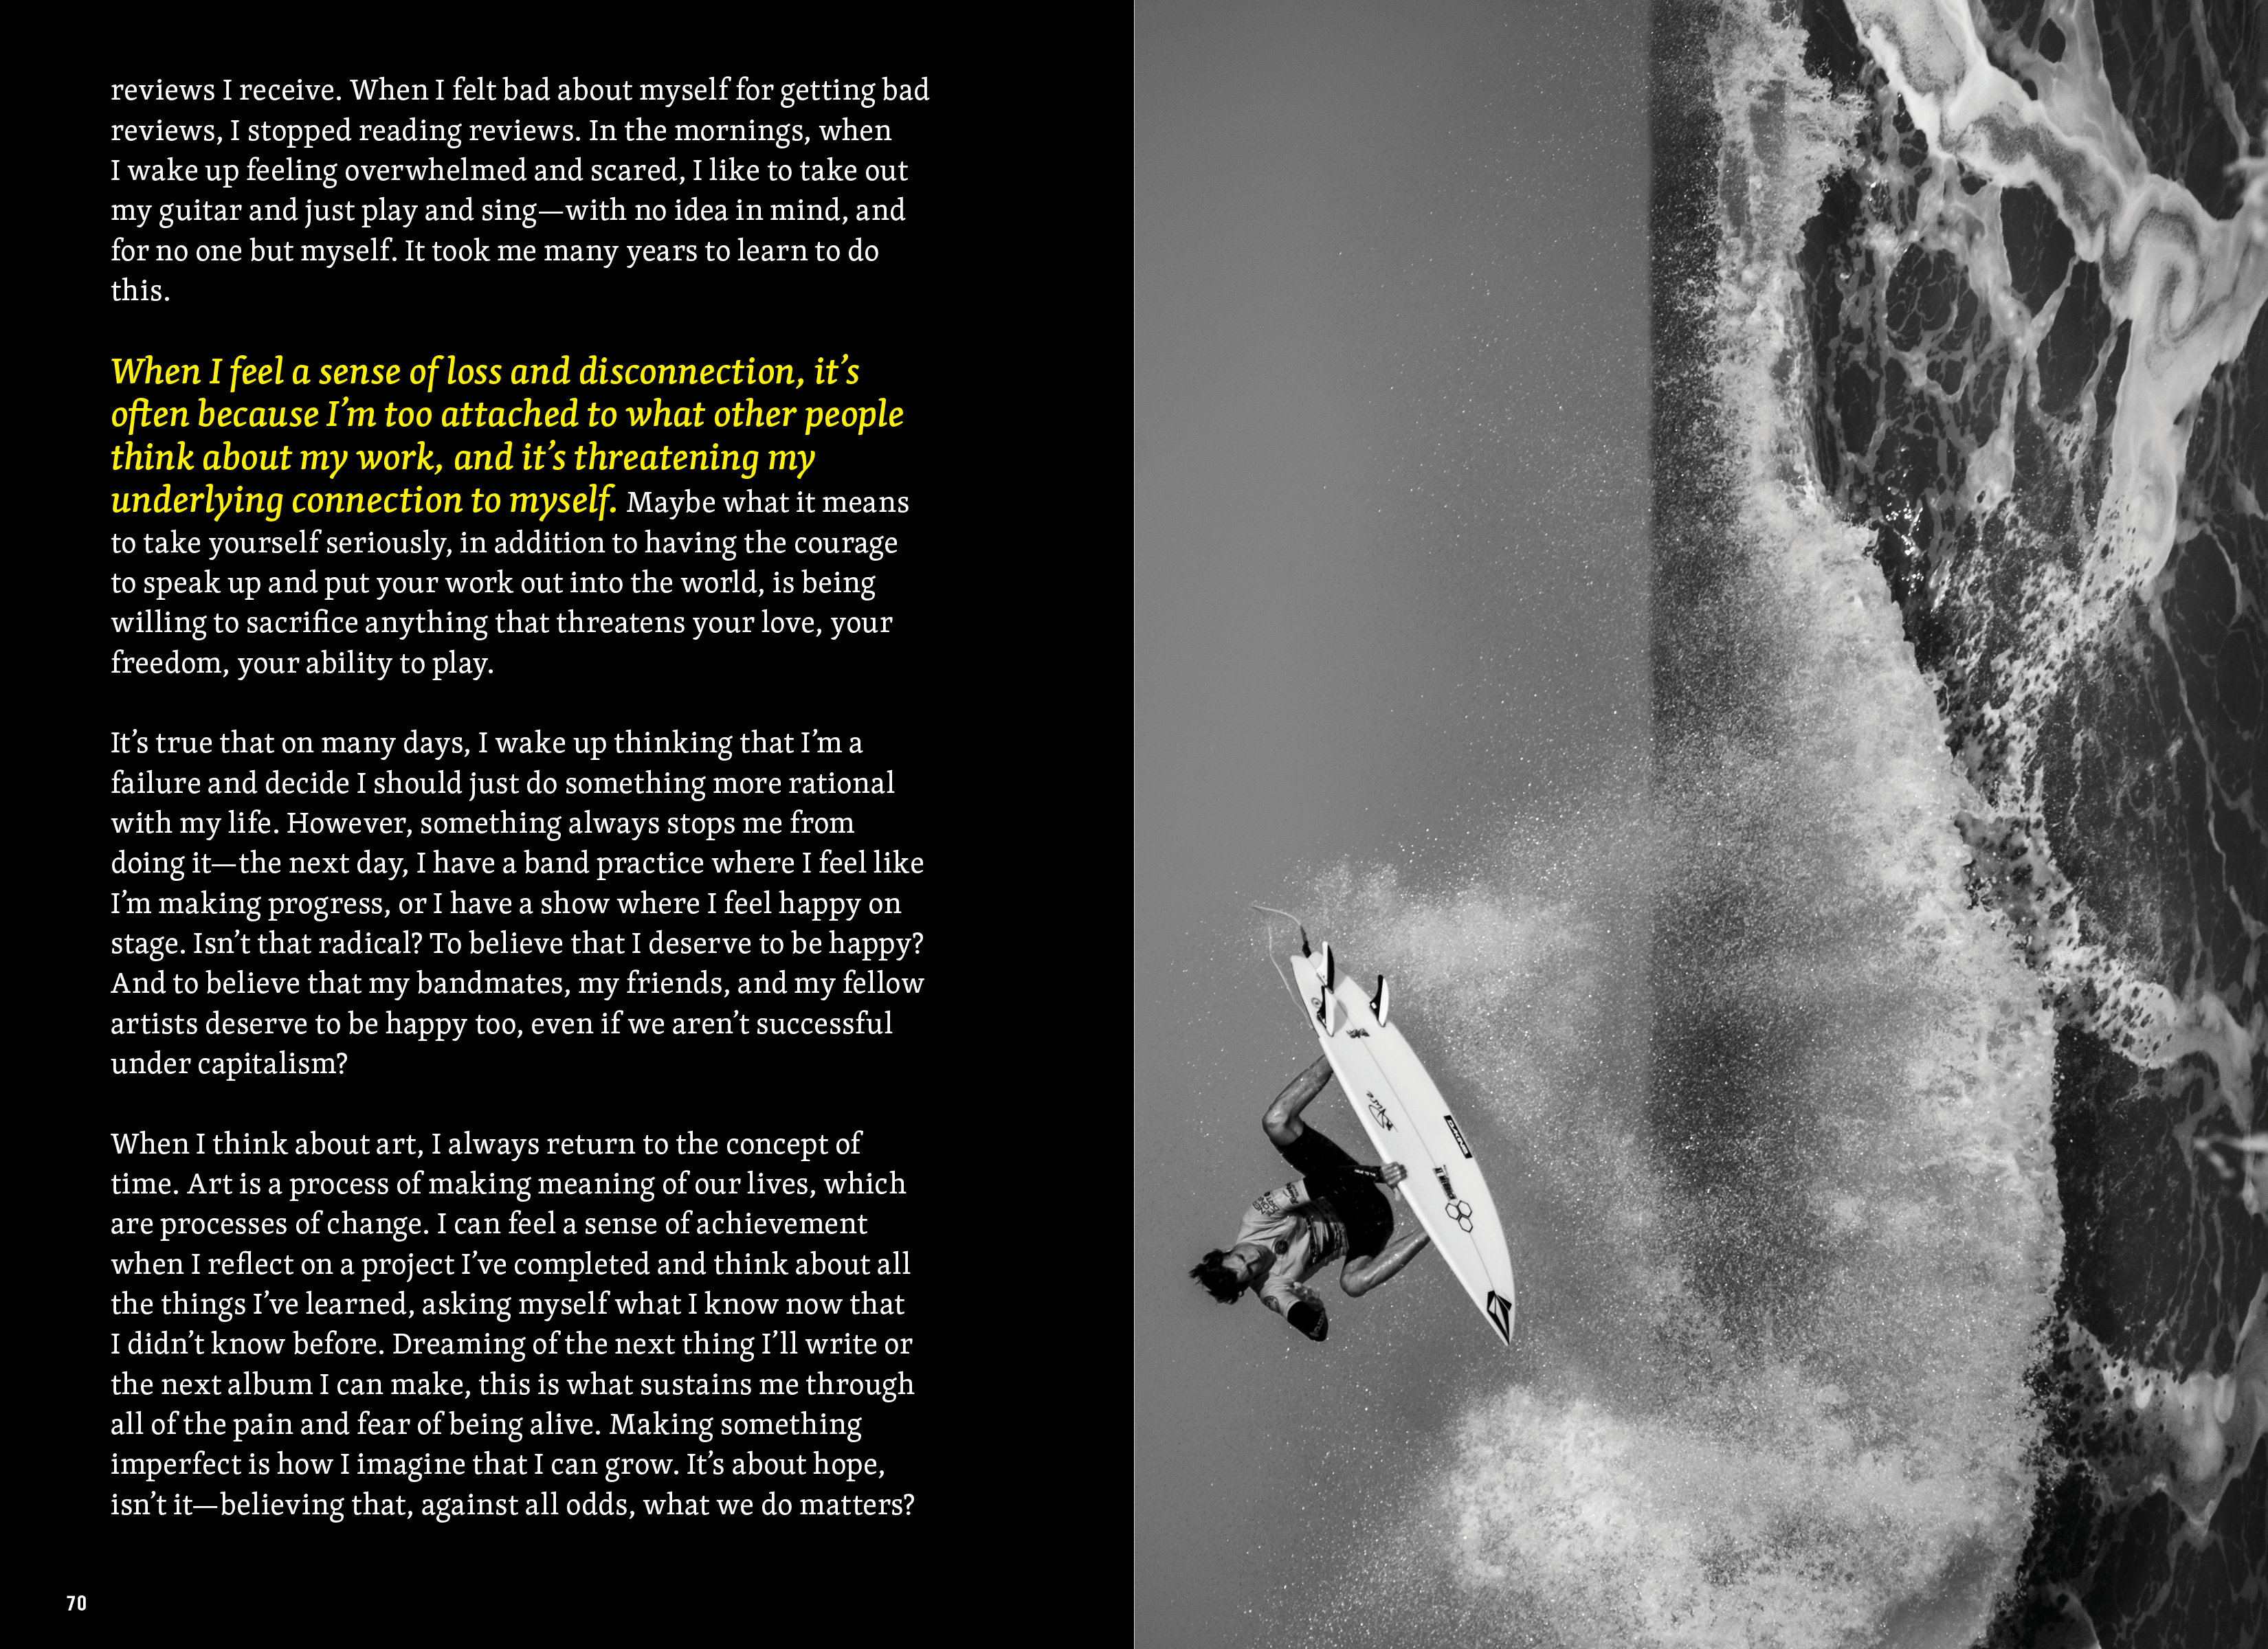 reviews I receive. When I felt bad about myself for getting bad
reviews, I stopped reading reviews. In the mornings, when
I wake up feeling overwhelmed and scared, I like to take out
my guitar and just play and sing—with no idea in mind, and
for no one but myself. It took me many years to learn to do
this.
When I feel a sense of loss and disconnection, it’s
often because I’m too attached to what other people
think about my work, and it’s threatening my
underlying connection to myself. Maybe what it means
to take yourself seriously, in addition to having the courage
to speak up and put your work out into the world, is being
willing to sacrifice anything that threatens your love, your
freedom, your ability to play.
It’s true that on many days, I wake up thinking that I’m a
failure and decide I should just do something more rational
with my life. However, something always stops me from
doing it—the next day, I have a band practice where I feel like
I’m making progress, or I have a show where I feel happy on
stage. Isn’t that radical? To believe that I deserve to be happy?
And to believe that my bandmates, my friends, and my fellow
artists deserve to be happy too, even if we aren’t successful
under capitalism?
When I think about art, I always return to the concept of
time. Art is a process of making meaning of our lives, which
are processes of change. I can feel a sense of achievement
when I reflect on a project I’ve completed and think about all
the things I’ve learned, asking myself what I know now that
I didn’t know before. Dreaming of the next thing I’ll write or
the next album I can make, this is what sustains me through
all of the pain and fear of being alive. Making something
imperfect is how I imagine that I can grow. It’s about hope,
isn’t it—believing that, against all odds, what we do matters?
70